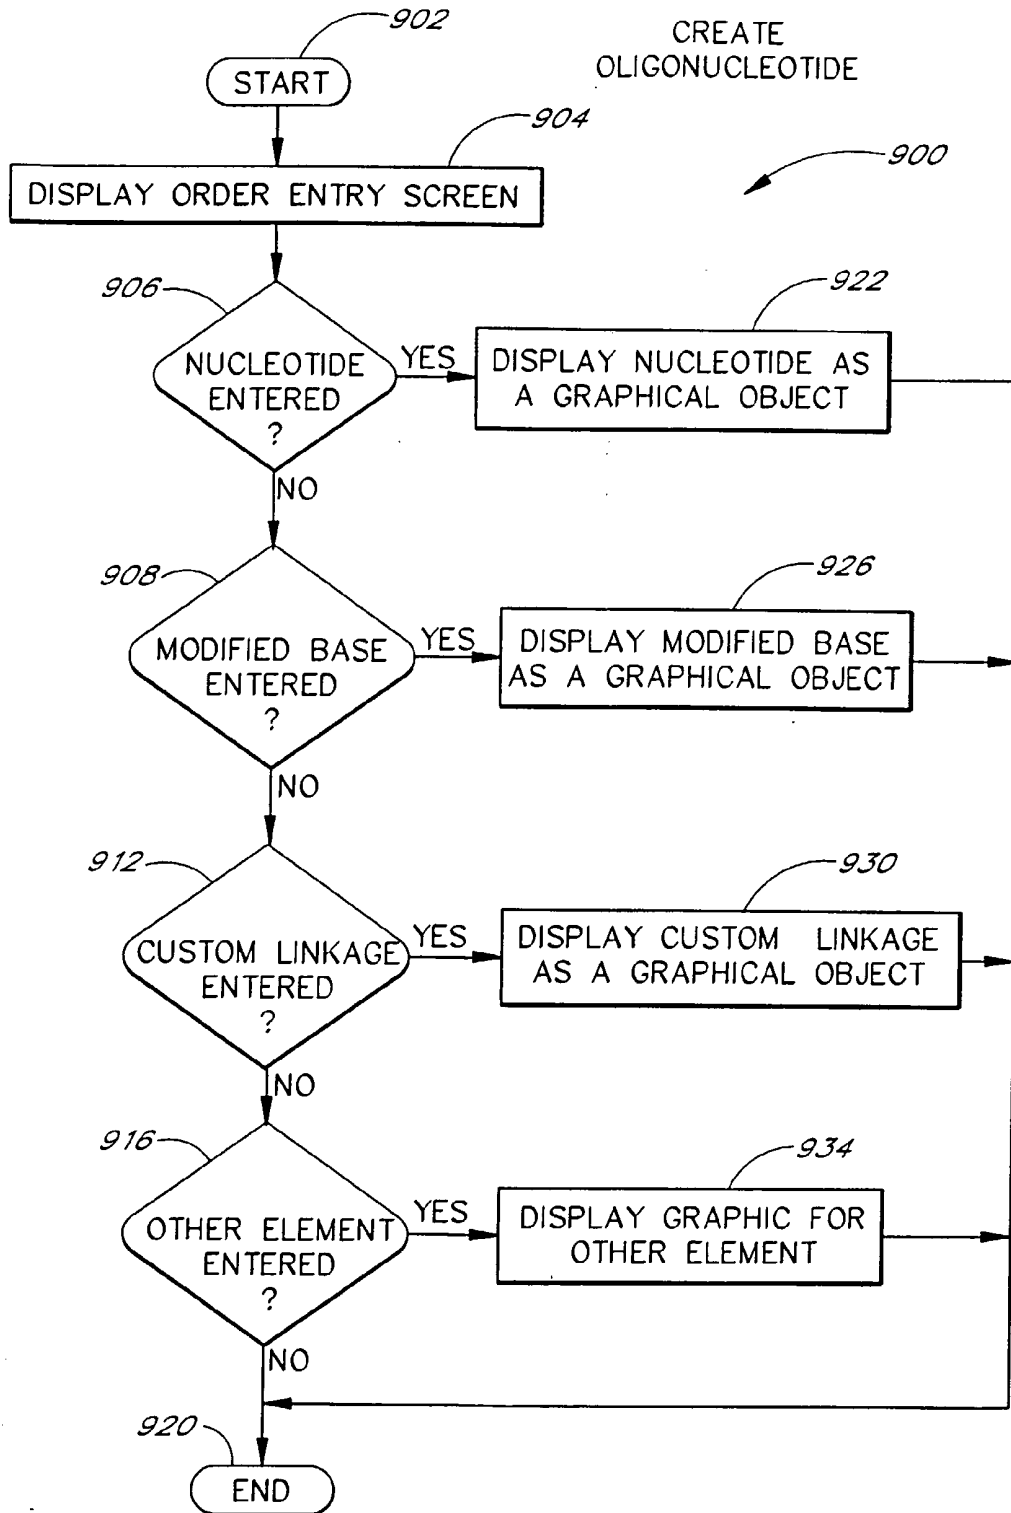 902
CREATE
OLIGONUCLEOTIDE
START
904
900
DISPLAY ORDER ENTRY SCREEN
906
922
NUCLEOTIDE
ENTERED
?
YES
DISPLAY NUCLEOTIDE AS
A GRAPHICAL OBJECT
NO
908
926
MODIFIED BASE
ENTERED
?
YES
DISPLAY MODIFIED BASE
AS A GRAPHICAL OBJECT
NO
912
930
CUSTOM LINKAGE
ENTERED
?
YES
DISPLAY CUSTOM LINKAGE
AS A GRAPHICAL OBJECT
NO
916
934
OTHER ELEMENT
ENTERED
?
YES
DISPLAY GRAPHIC FOR
OTHER ELEMENT
NO
920
END